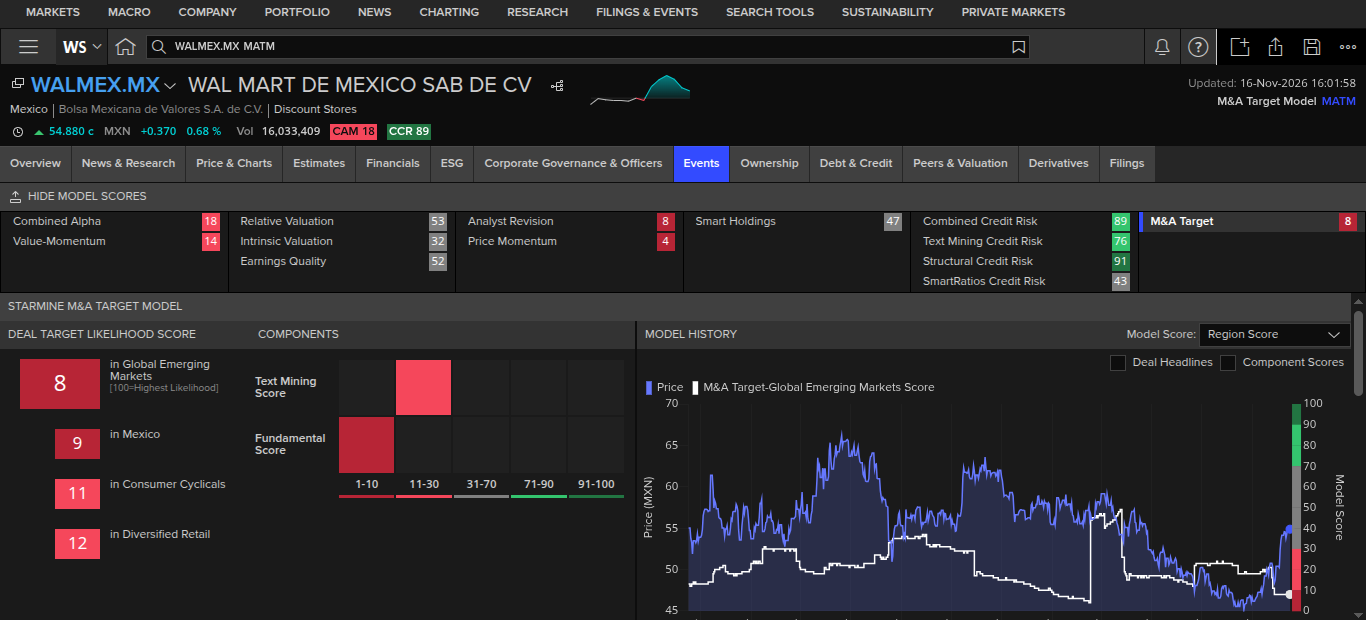 MARKETS MACRO COMPANY PORTFOLIO NEWS CHARTING RESEARCH FILINGS & EVENTS SEARCH TOOLS SUSTAINABILITY PRIVATE MARKETS
WS WALMEX.MX MATM ?
WALMEX.MX WAL MART DE MEXICO SAB DE CV
Updated: 16-Nov-2026 16:01:58
Mexico | Bolsa Mexicana de Valores S.A. de C.V. | Discount Stores
M&A Target Model MATM
54.880 c MXN +0.370 0.68 % Vol 16,033,409 CAM 18 CCR 89
Overview News & Research Price & Charts Estimates Financials ESG Corporate Governance & Officers Events Ownership Debt & Credit Peers & Valuation Derivatives Filings
HIDE MODEL SCORES
Combined Alpha 18 Relative Valuation 53 Analyst Revision 8 Smart Holdings 47 Combined Credit Risk 89 M&A Target 8
Value-Momentum 14 Intrinsic Valuation 32 Price Momentum 4 Text Mining Credit Risk 76
Earnings Quality 52 Structural Credit Risk 91
SmartRatios Credit Risk 43
STARMINE M&A TARGET MODEL
DEAL TARGET LIKELIHOOD SCORE COMPONENTS
8 in Global Emerging
Markets
[100=Highest Likelihood]
9 in Mexico
11 in Consumer Cyclicals
12 in Diversified Retail
Text Mining
Score
Fundamental
Score
1-10 11-30 31-70 71-90 91-100
MODEL HISTORY Model Score: Region Score
Deal Headlines Component Scores
Price M&A Target-Global Emerging Markets Score
70
65
60
55
50
45
Price (MXN)
100
90
80
70
60
50
40
30
20
10
0
Model Score